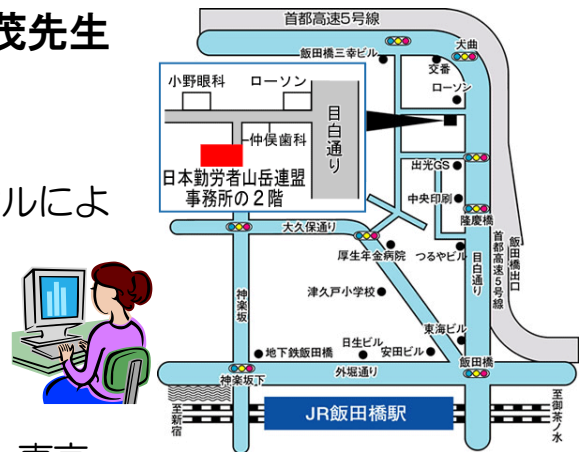 茂先生
ルによ
東京
首都高速5号線
飯田橋三幸ビル
犬曲
交番
ローソン
小野眼科
ローソン
目白通り
仲俣歯科
日本勤労者山岳連盟
事務所の2階
出光GS
中央印刷
隆慶橋
大久保通り
厚生年金病院
つるやビル
目白通り
首都高速5号線
飯田橋出口
神楽坂
津久戸小学校
東海ビル
日生ビル
地下鉄飯田橋
安田ビル
飯田橋
神楽坂下
外堀通り
至新宿
JR飯田橋駅
至御茶ノ水